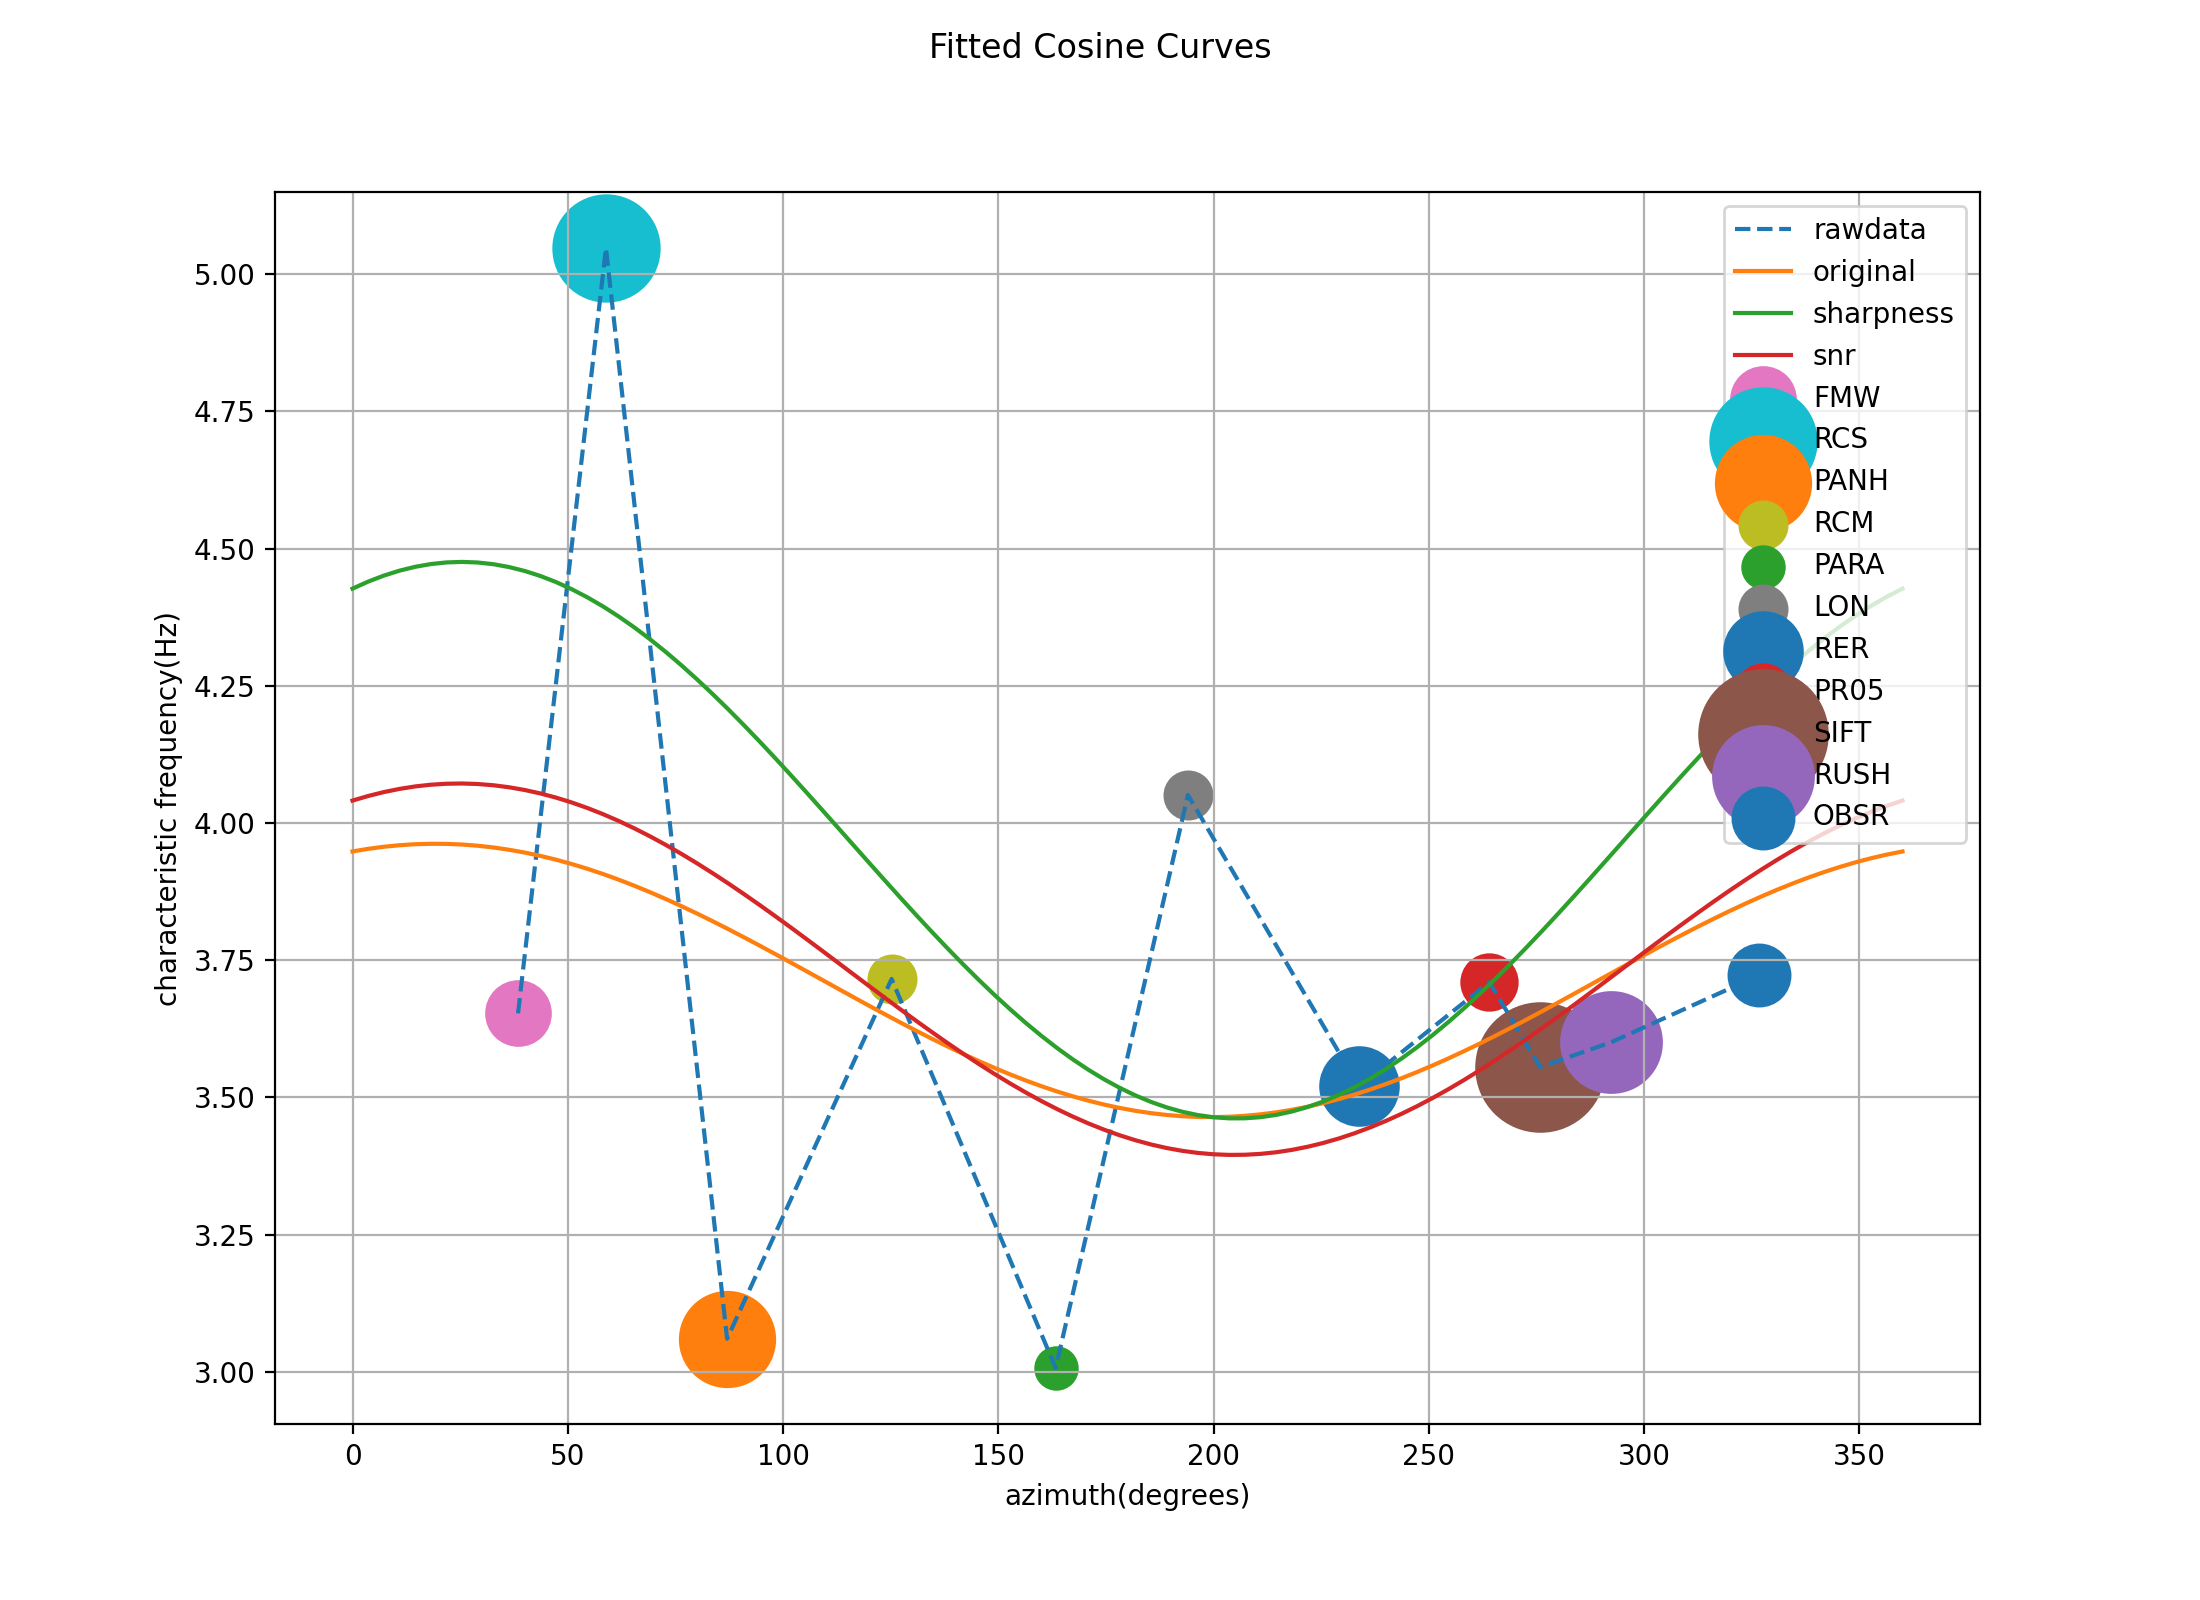 Fitted Cosine Curves
characteristic frequency(Hz)
5.00
4.75
4.50
4.25
4.00
3.75
3.50
3.25
3.00
rawdata
original
sharpness
snr
FMW
RCS
PANH
RCM
PARA
LON
RER
PR05
SIFT
RUSH
OBSR
0 50 100 150 200 250 300 350
azimuth(degrees)